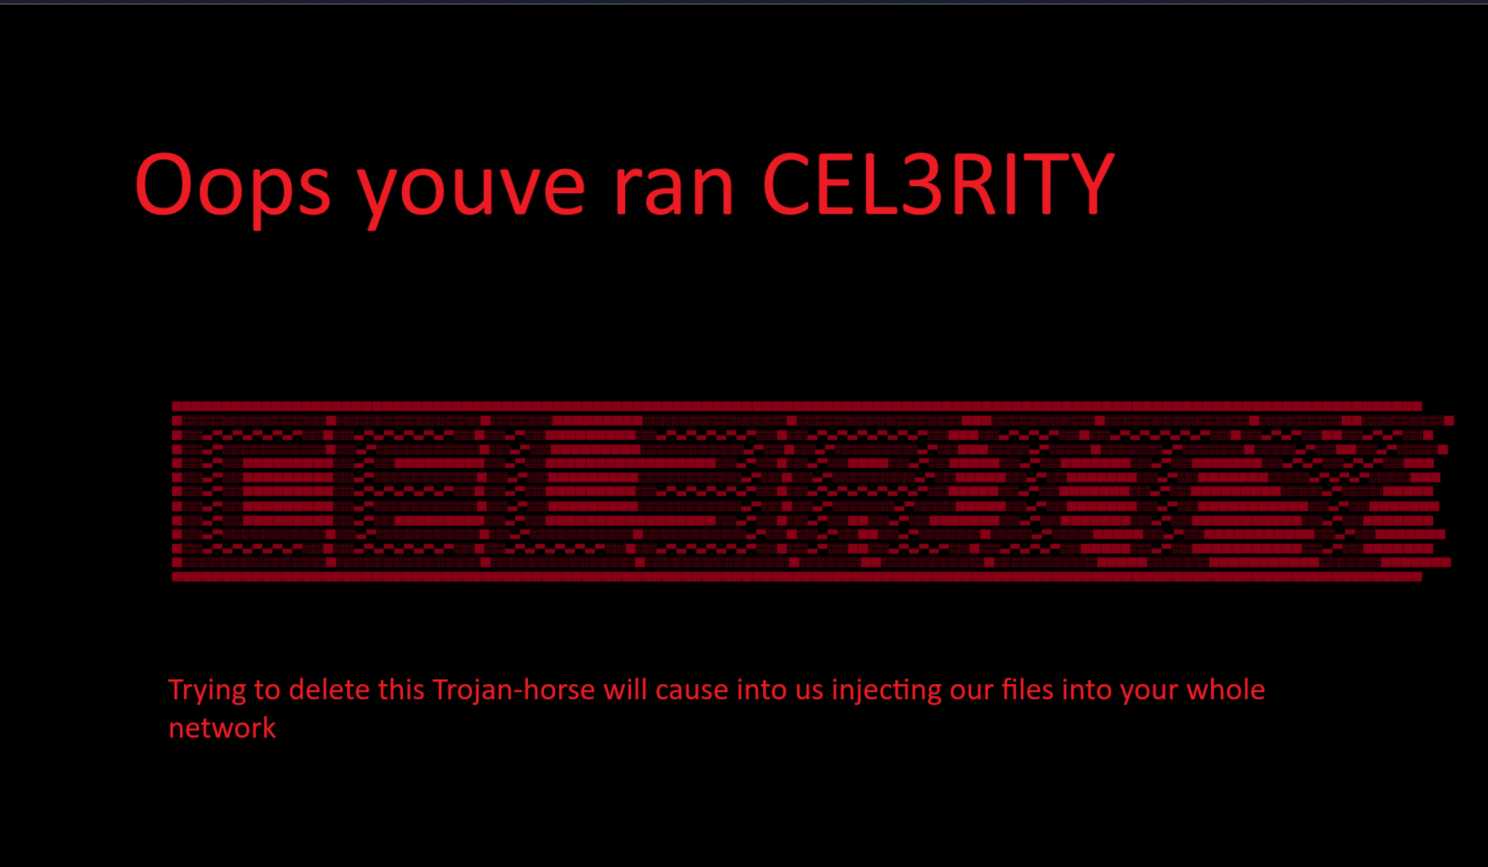 Oops youve ran CEL3RITY
CEL3RITY
Trying to delete this Trojan-horse will cause into us injecting our files into your whole
network